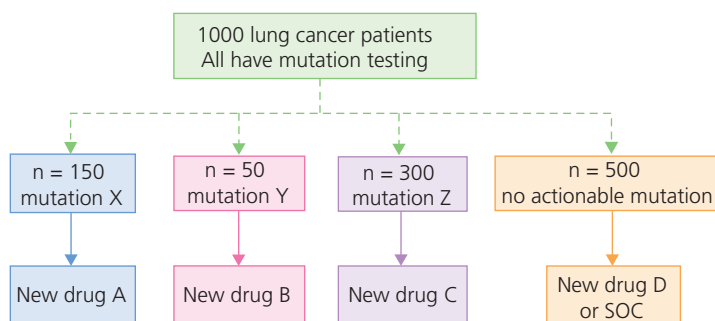 1000 lung cancer patients
All have mutation testing
n = 150
mutation X
n = 50
mutation Y
n = 300
mutation Z
n = 500
no actionable mutation
New drug A
New drug B
New drug C
New drug D
or SOC